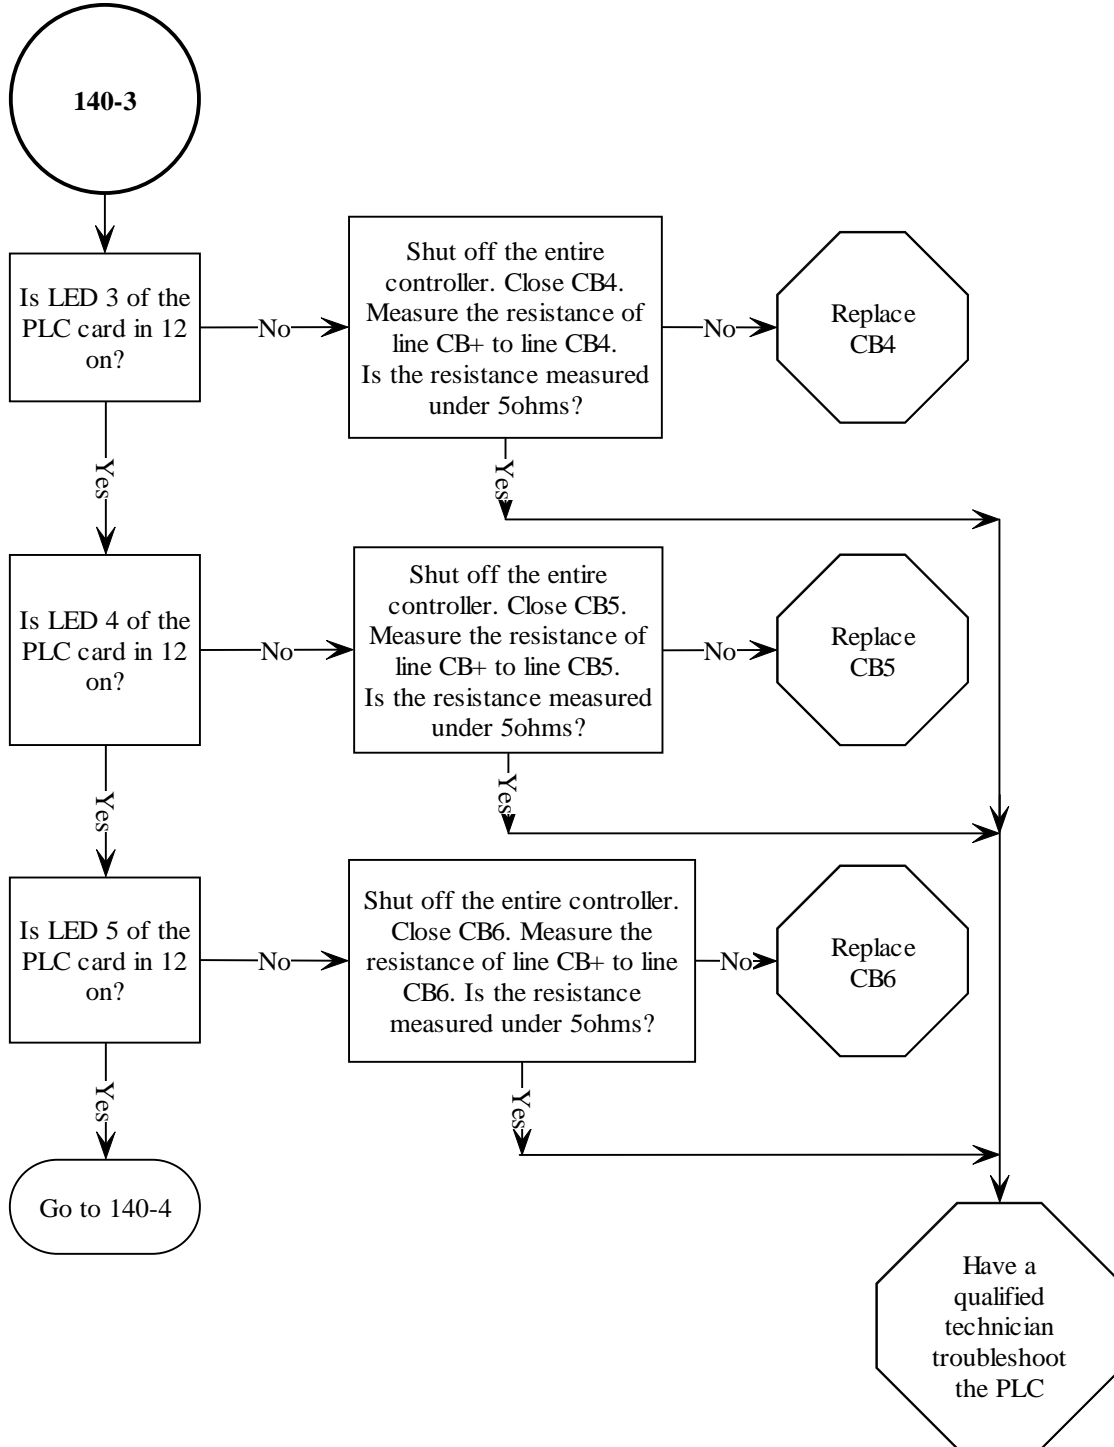 140-3
Is LED 3 of the
PLC card in 12
on?
No
Shut off the entire
controller. Close CB4.
Measure the resistance of
line CB+ to line CB4.
Is the resistance measured
under 5ohms?
No
Replace
CB4
Yes
Yes
Is LED 4 of the
PLC card in 12
on?
No
Shut off the entire
controller. Close CB5.
Measure the resistance of
line CB+ to line CB5.
Is the resistance measured
under 5ohms?
No
Replace
CB5
Yes
Yes
Is LED 5 of the
PLC card in 12
on?
No
Shut off the entire controller.
Close CB6. Measure the
resistance of line CB+ to line
CB6. Is the resistance
measured under 5ohms?
No
Replace
CB6
Yes
Yes
Go to 140-4
Have a
qualified
technician
troubleshoot
the PLC